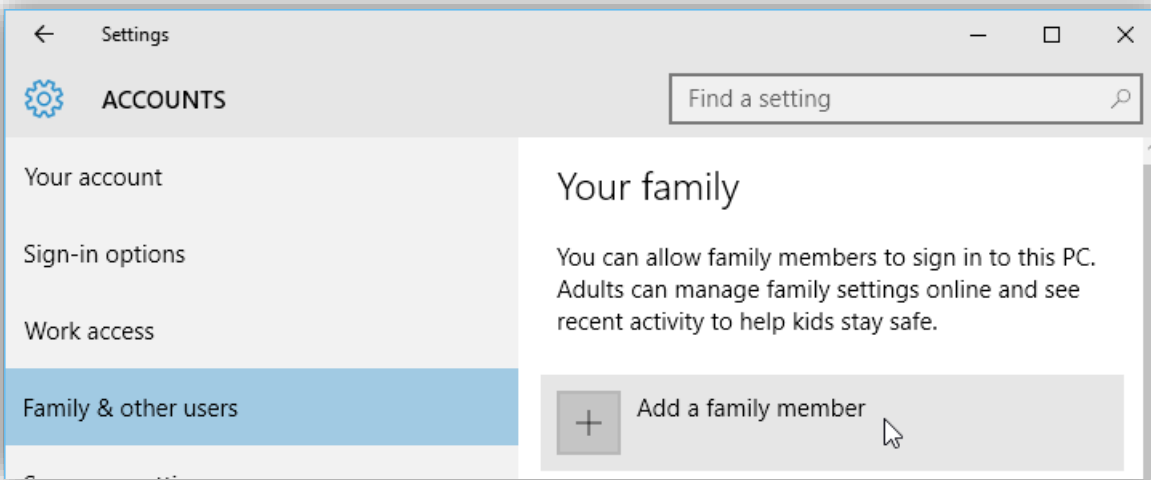 Settings
ACCOUNTS
Find a setting
Your account
Sign-in options
Work access
Family & other users
Your family
You can allow family members to sign in to this PC.
Adults can manage family settings online and see
recent activity to help kids stay safe.
Add a family member